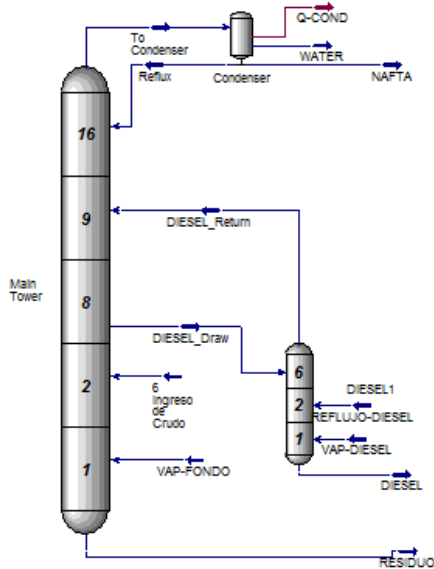 Q-COND
To
Condenser
WATER
Reflux
Condenser
NAFTA
16
9
DIESEL_Return
Main
Tower
8
DIESEL_Draw
6
2
6
Ingreso
de
Crudo
DIESEL1
2
REFLUJO-DIESEL
1
VAP-FONDO
1
VAP-DIESEL
DIESEL
RESIDUO